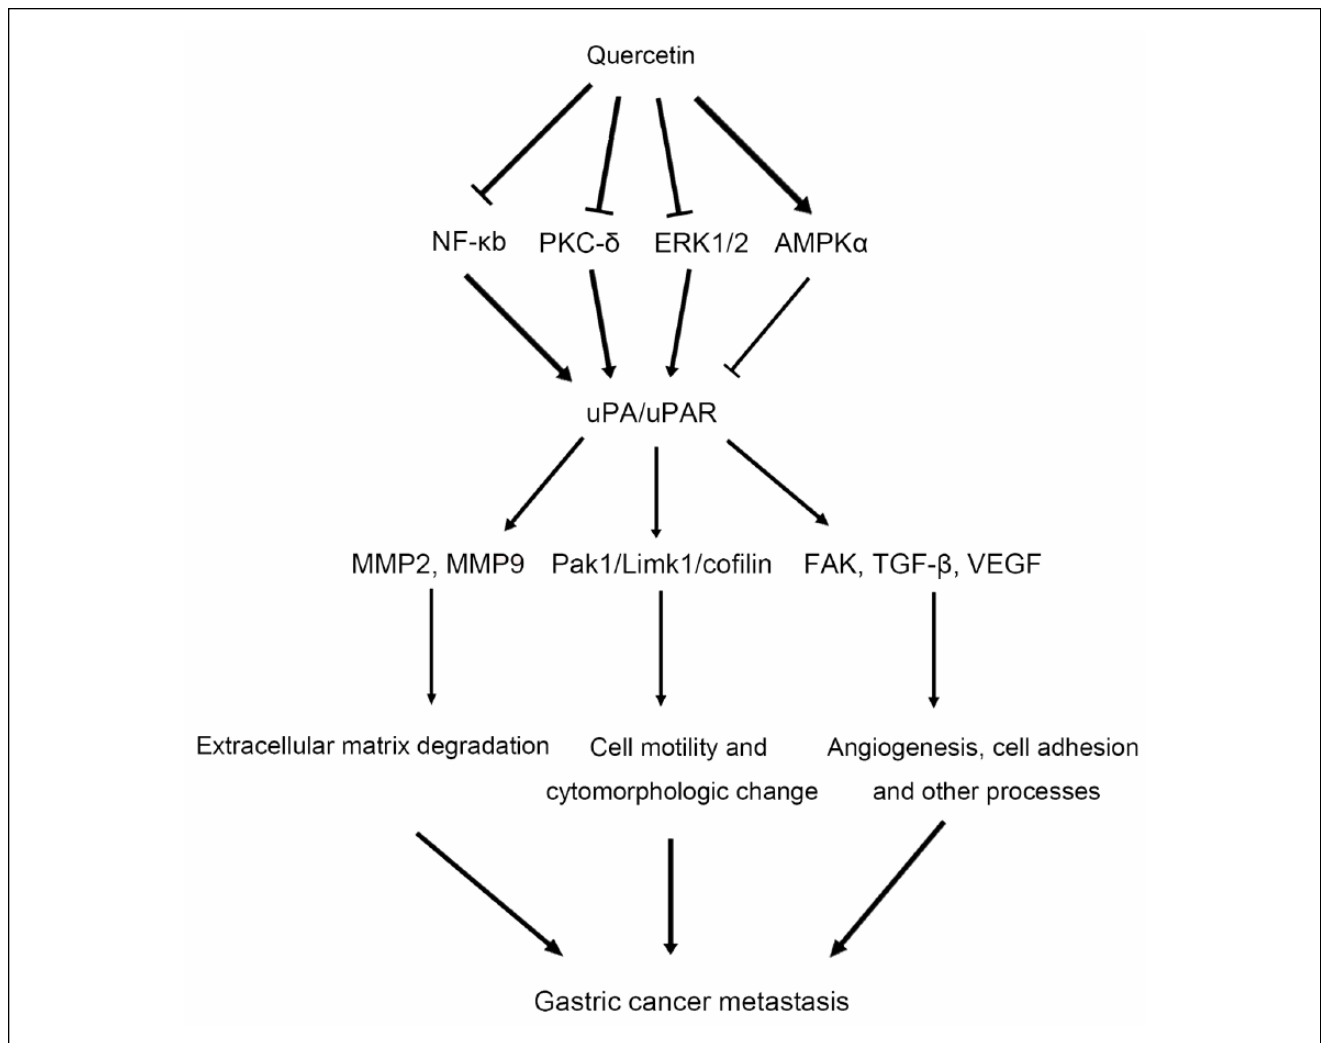 Quercetin
NF-κb PKC-δ ERK1/2 AMPKα
uPA/uPAR
MMP2, MMP9 Pak1/Limk1/cofilin FAK, TGF-β, VEGF
Extracellular matrix degradation
Cell motility and
cytomorphologic change
Angiogenesis, cell adhesion
and other processes
Gastric cancer metastasis